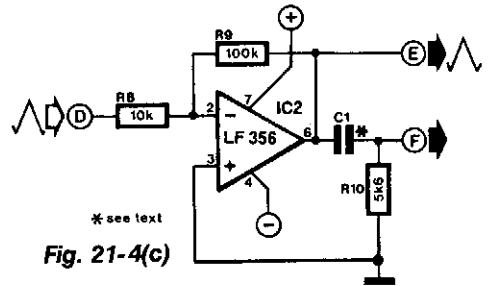 R9
100k
+
E
R8
10k
D
2
−
7
IC2
LF 356
6
C1
*
F
3
+
4
−
R10
5k6
* see text
Fig. 21-4(c)